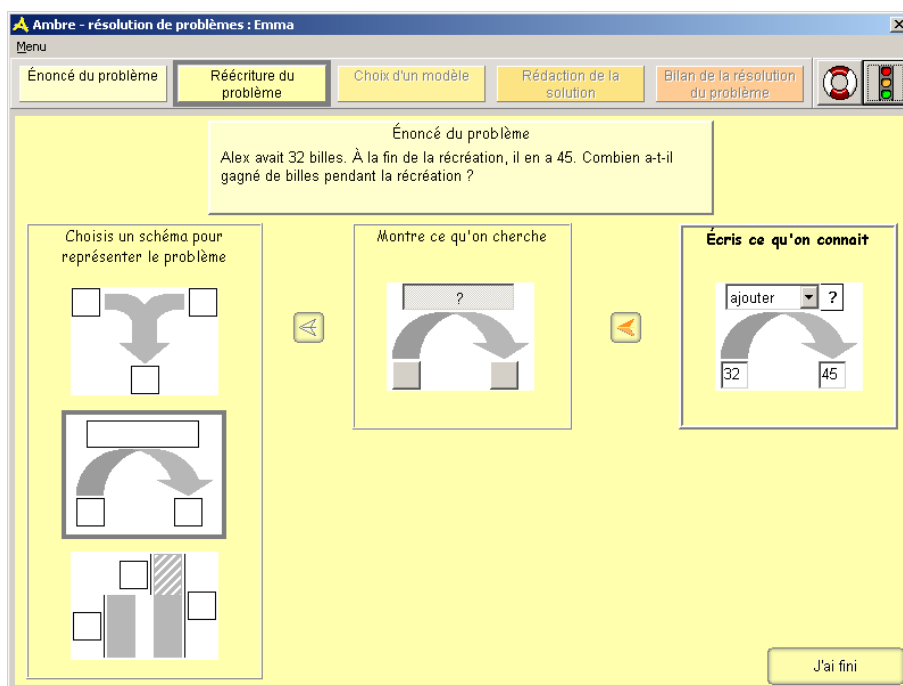 Ambre - résolution de problèmes : Emma
Menu
Énoncé du problème
Réécriture du
problème
Choix d'un modèle
Rédaction de la
solution
Bilan de la résolution
du problème
Énoncé du problème
Alex avait 32 billes. À la fin de la récréation, il en a 45. Combien a-t-il
gagné de billes pendant la récréation ?
Choisis un schéma pour
représenter le problème
Montre ce qu'on cherche
?
Écris ce qu'on connait
ajouter ?
32 45
J'ai fini